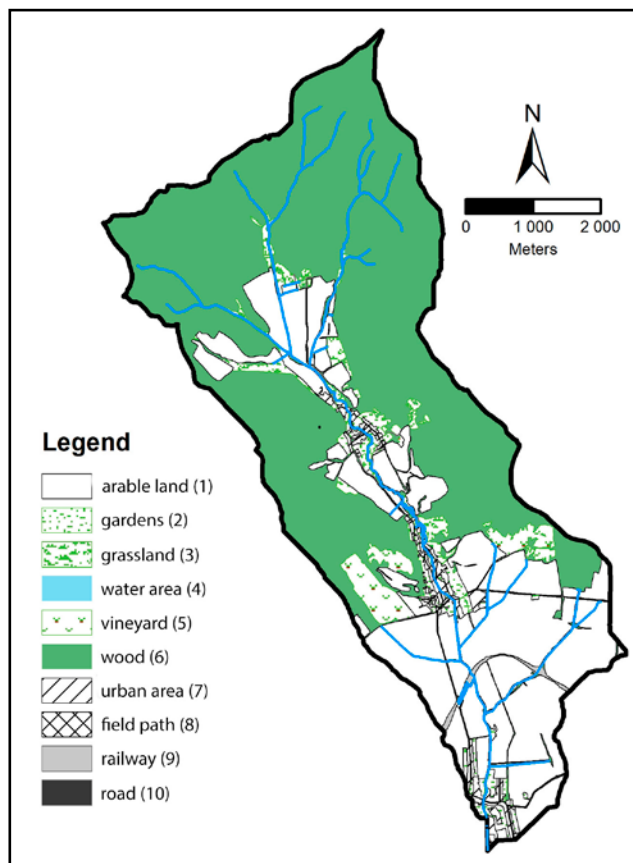 N
0 1 000 2 000
Meters
Legend
arable land (1)
gardens (2)
grassland (3)
water area (4)
vineyard (5)
wood (6)
urban area (7)
field path (8)
railway (9)
road (10)